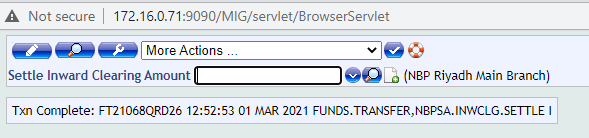 Not secure | 172.16.0.71:9090/MIG/servlet/BrowserServlet
More Actions ...
Settle Inward Clearing Amount (NBP Riyadh Main Branch)
Txn Complete: FT21068QRD26 12:52:53 01 MAR 2021 FUNDS.TRANSFER,NBPSA.INWCLG.SETTLE I